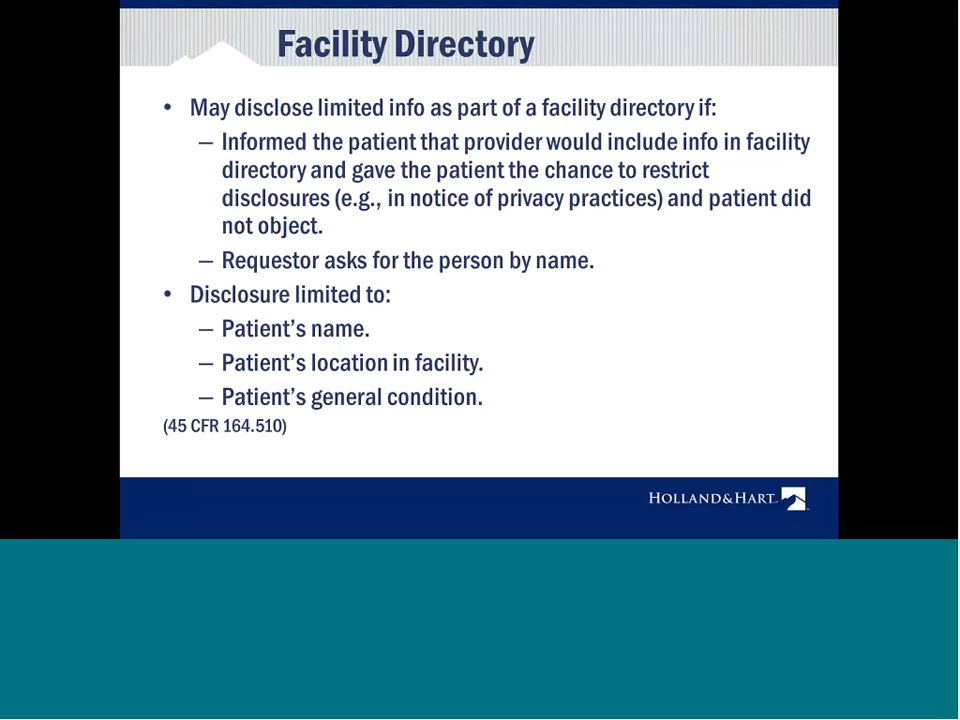 Facility Directory
• May disclose limited info as part of a facility directory if:
– Informed the patient that provider would include info in facility
directory and gave the patient the chance to restrict
disclosures (e.g., in notice of privacy practices) and patient did
not object.
– Requestor asks for the person by name.
• Disclosure limited to:
– Patient’s name.
– Patient’s location in facility.
– Patient’s general condition.
(45 CFR 164.510)
HOLLAND&HART